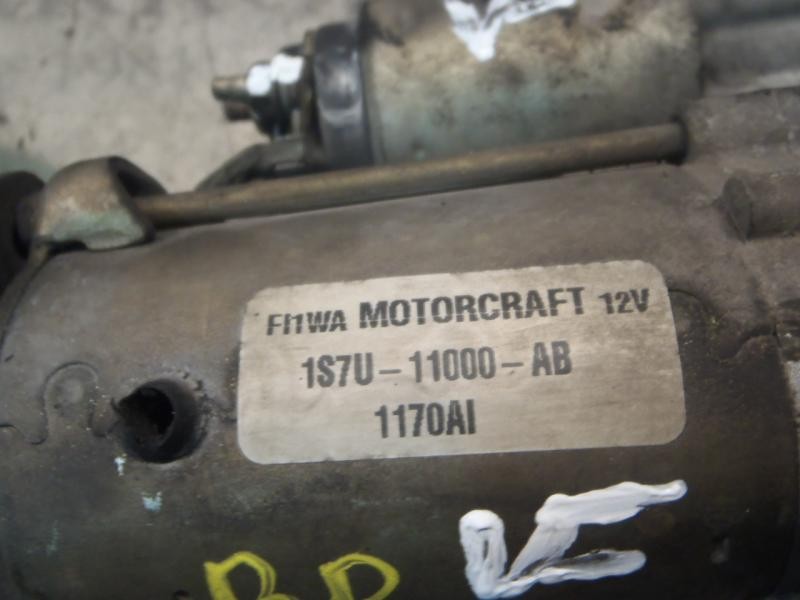 FI1WA MOTORCRAFT 12V
1S7U-11000-AB
1170AI